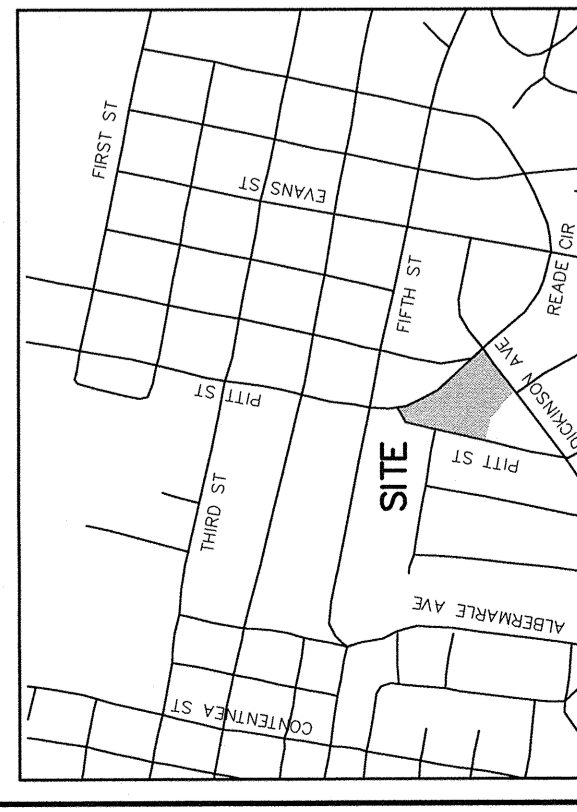 FIRST ST
EVANS ST
FIFTH ST
READE CIR
DICKINSON AVE
PITT ST
PITT ST
SITE
THIRD ST
ALBERMARLE AVE
CONTENTNEA ST